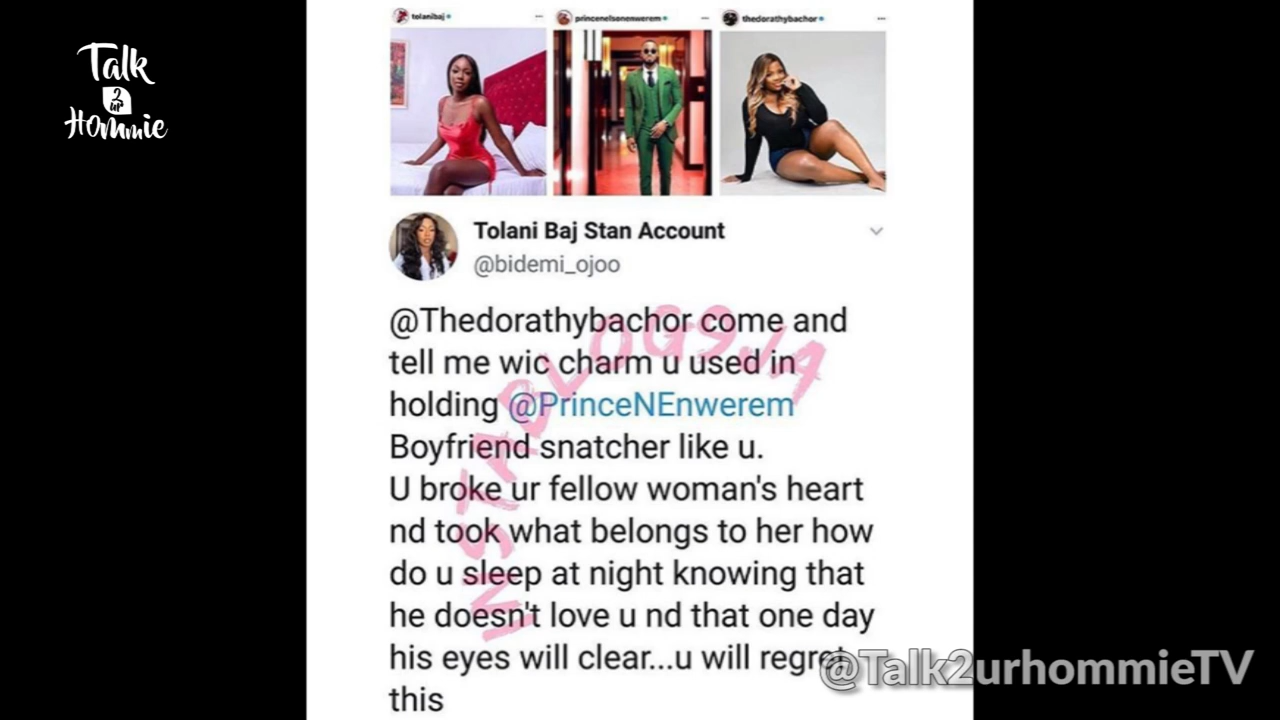 Talk
2
ur
Hommie
tolanibaj
princenelsonenwerem
thedorathybachor
Tolani Baj Stan Account
@bidemi_ojoo
@Thedorathybachor come and
tell me wic charm u used in
holding @PrinceNEnwerem
Boyfriend snatcher like u.
U broke ur fellow woman's heart
nd took what belongs to her how
do u sleep at night knowing that
he doesn't love u nd that one day
his eyes will clear...u will regret
this
INSTABLOG9JA
@Talk2urhommieTV